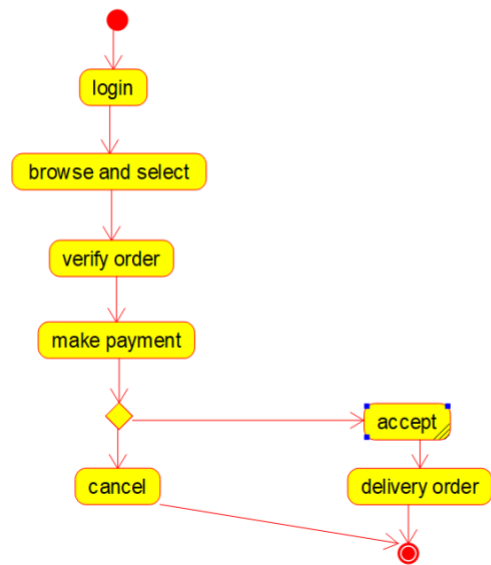 login
browse and select
verify order
make payment
accept
cancel
delivery order